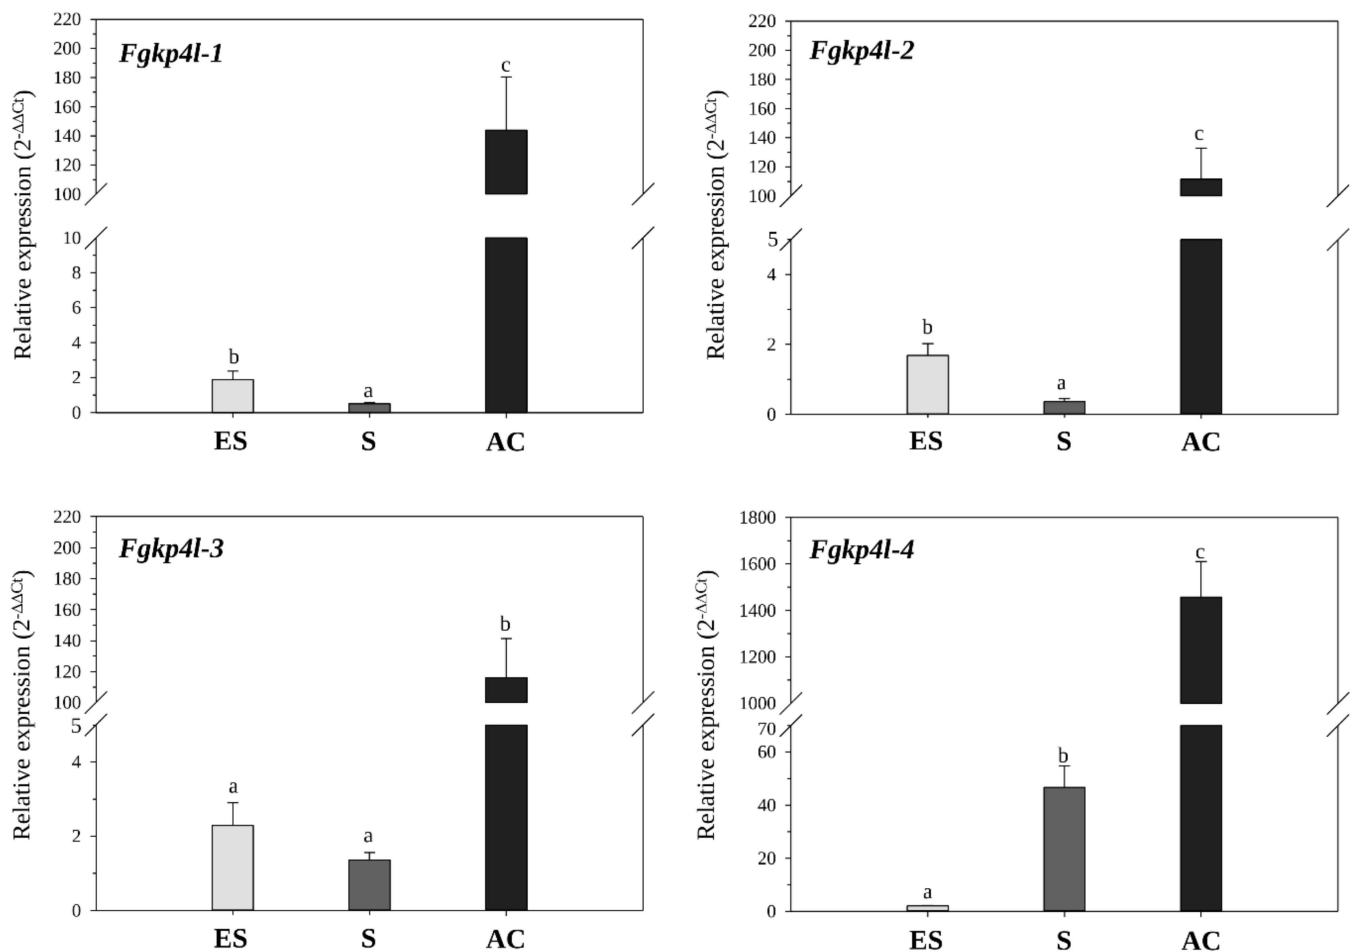 Fgkp4l-1
Relative expression (2-ΔΔCt)
220
200
180
160
140
120
100
10
8
6
4
2
0
b
a
c
ES S AC
Fgkp4l-2
Relative expression (2-ΔΔCt)
220
200
180
160
140
120
100
5
4
2
0
b
a
c
ES S AC
Fgkp4l-3
Relative expression (2-ΔΔCt)
220
200
180
160
140
120
100
5
4
2
0
a
a
b
ES S AC
Fgkp4l-4
Relative expression (2-ΔΔCt)
1800
1600
1400
1200
1000
70
60
40
20
0
a
b
c
ES S AC